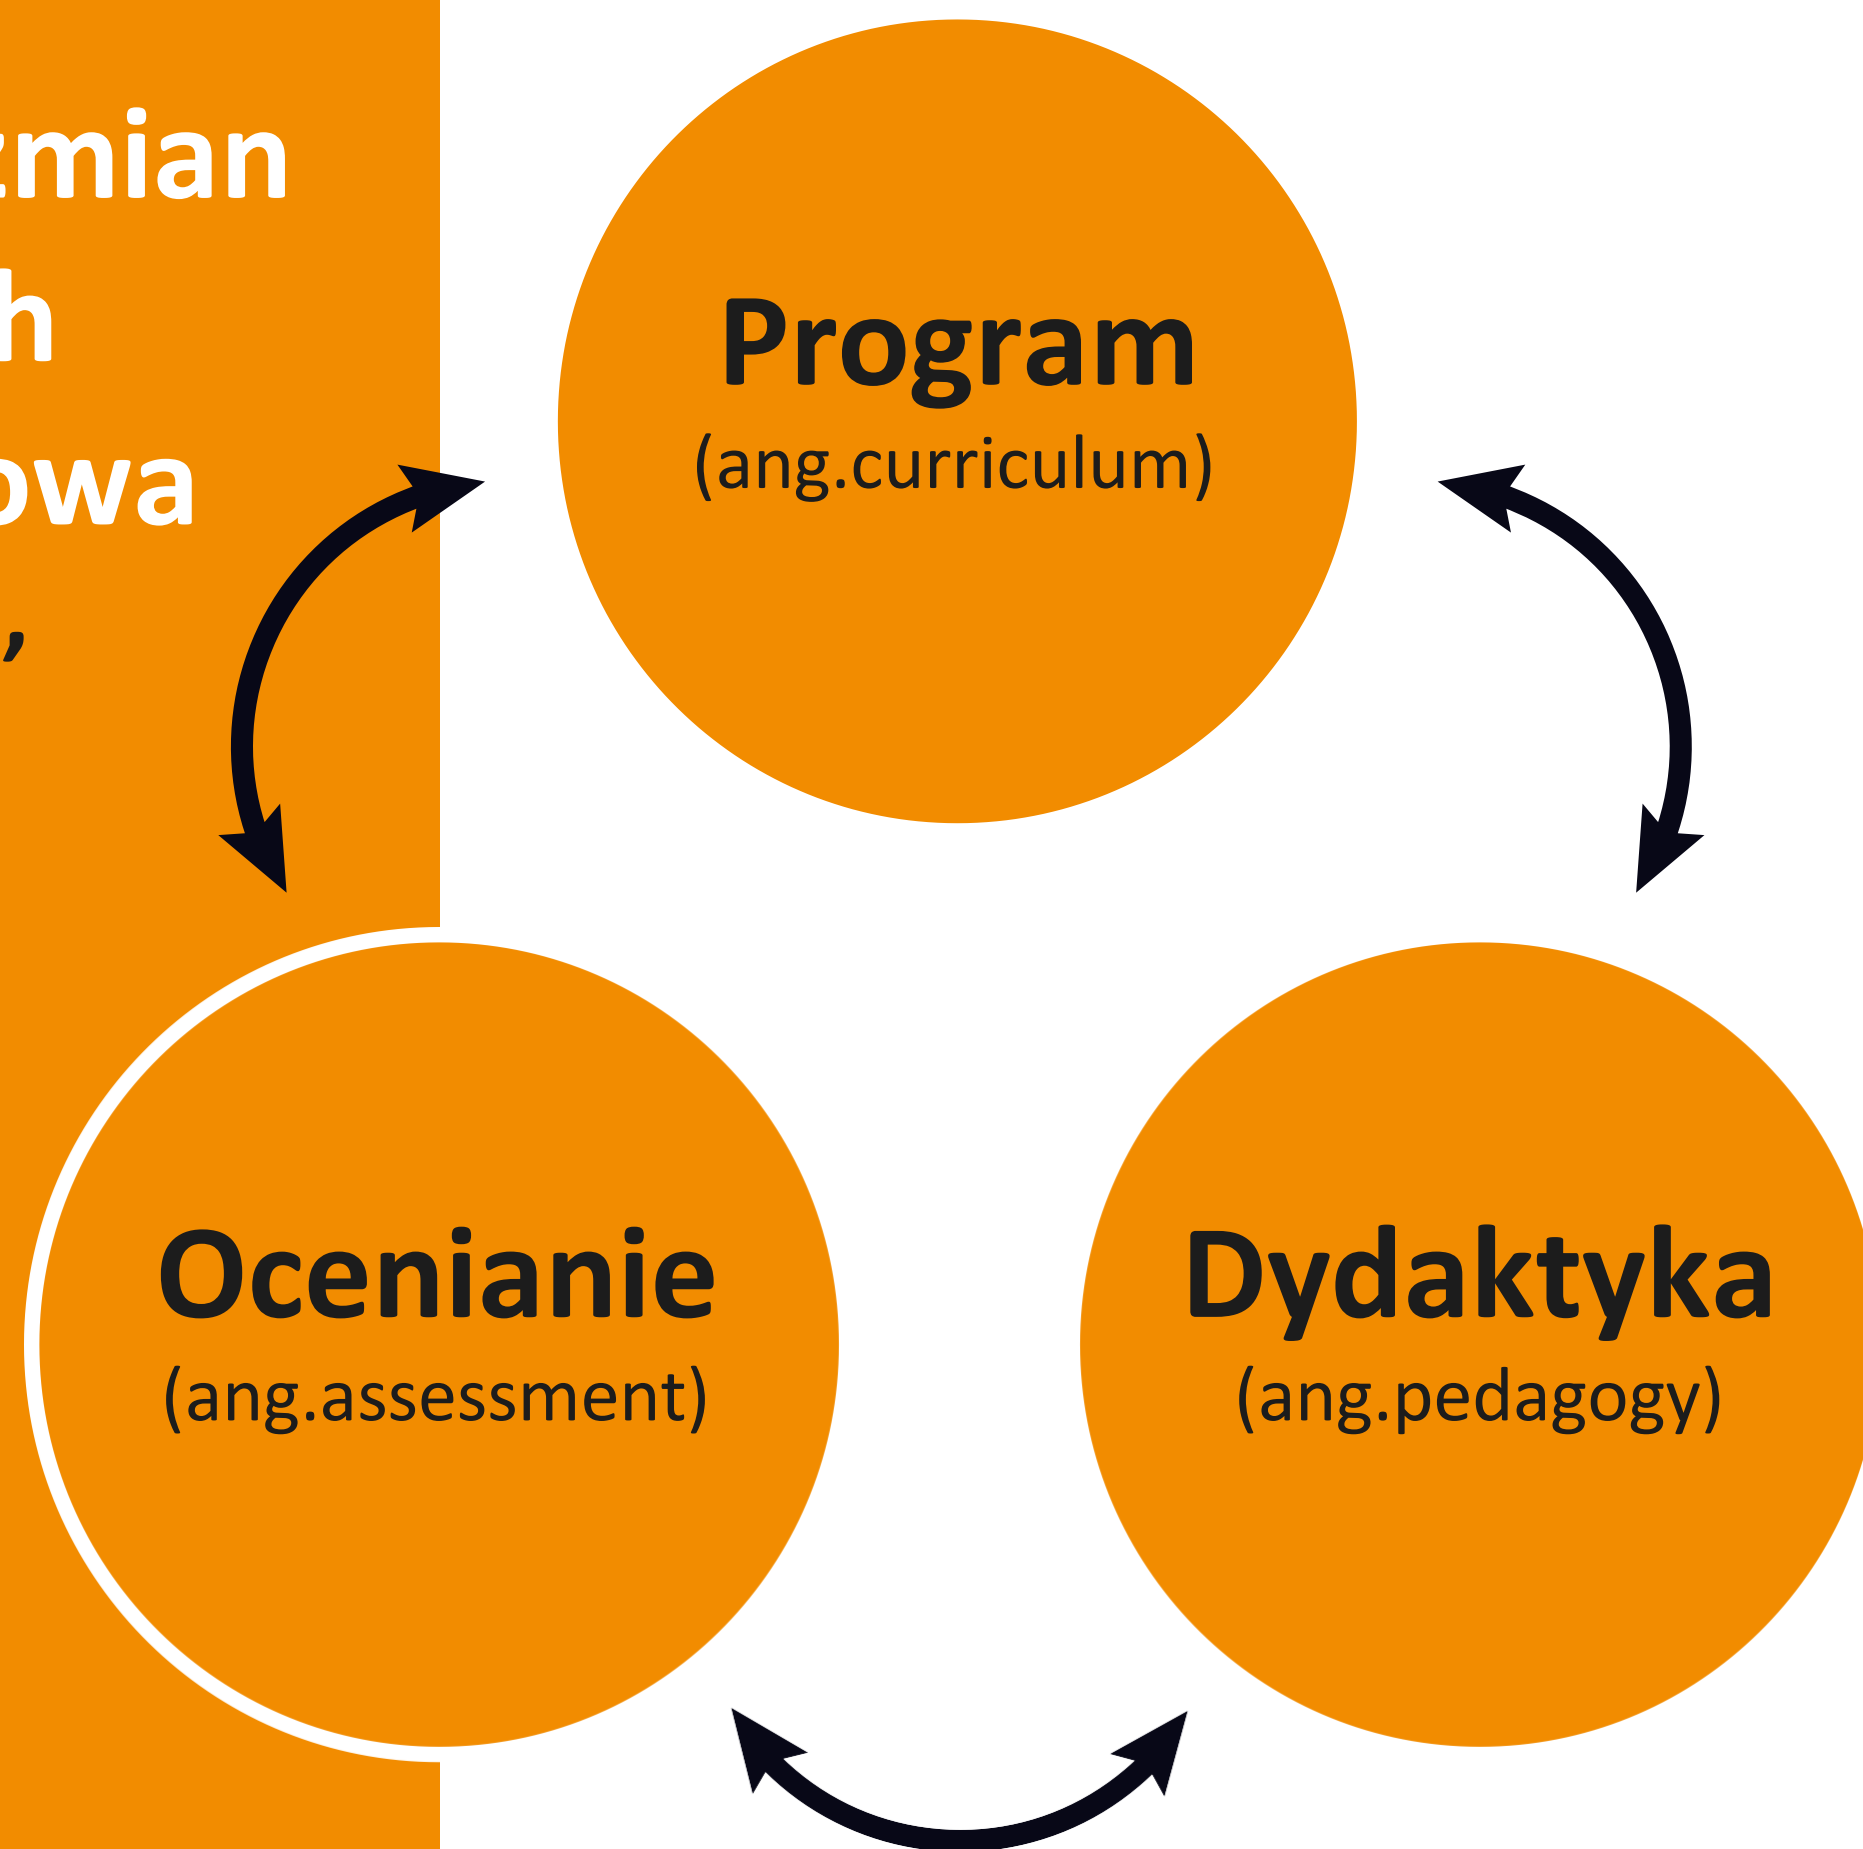 zmian
h
owa
,
Program
(ang.curriculum)
Ocenianie
(ang.assessment)
Dydaktyka
(ang.pedagogy)